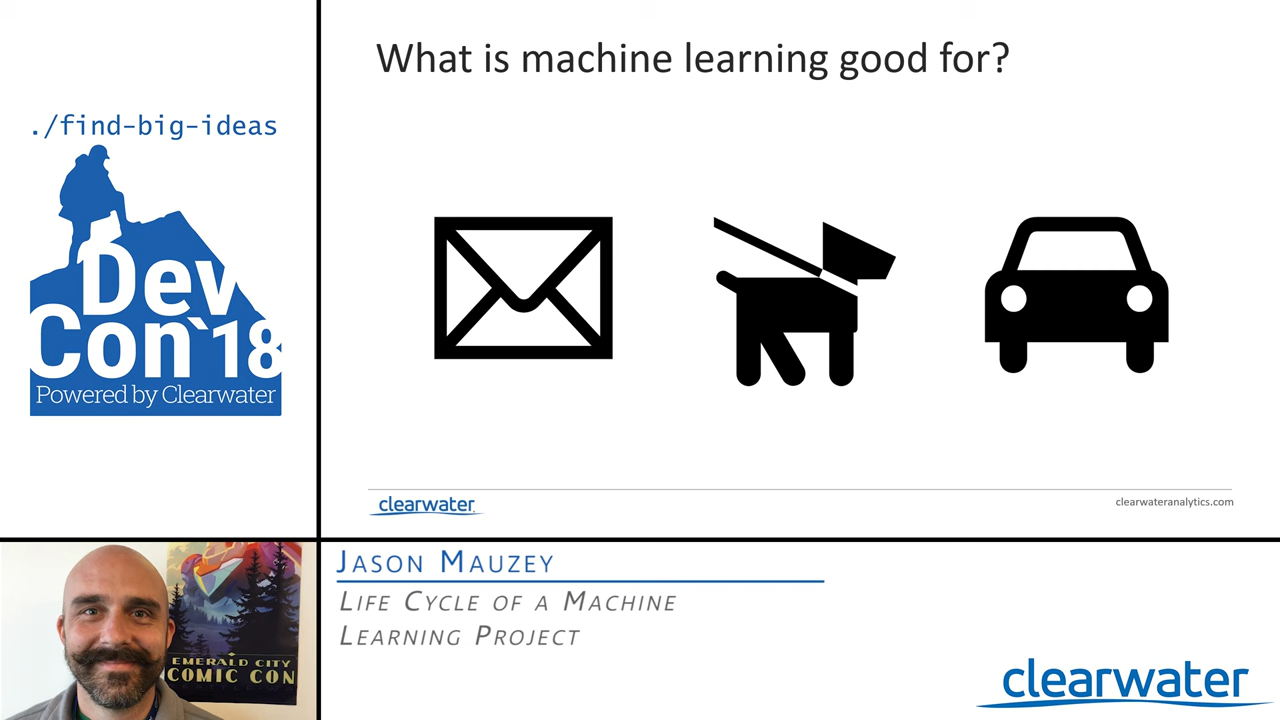 What is machine learning good for?
./find-big-ideas
Dev
Con`18
Powered by Clearwater
clearwater
clearwateranalytics.com
JASON MAUZEY
LIFE CYCLE OF A MACHINE
LEARNING PROJECT
EMERALD CITY
COMIC CON
clearwater